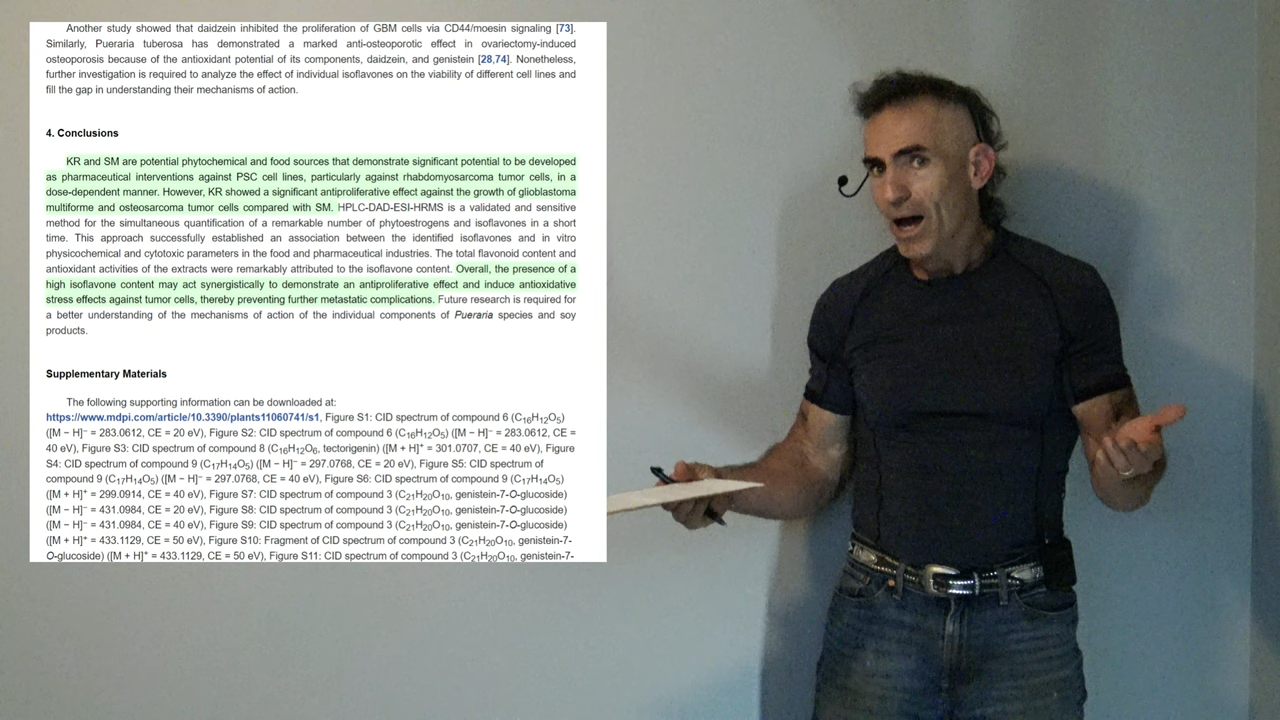 Another study showed that daidzein inhibited the proliferation of GBM cells via CD44/moesin signaling [73].
Similarly, Pueraria tuberosa has demonstrated a marked anti-osteoporotic effect in ovariectomy-induced
osteoporosis because of the antioxidant potential of its components, daidzein, and genistein [28,74]. Nonetheless,
further investigation is required to analyze the effect of individual isoflavones on the viability of different cell lines and
fill the gap in understanding their mechanisms of action.
4. Conclusions
KR and SM are potential phytochemical and food sources that demonstrate significant potential to be developed
as pharmaceutical interventions against PSC cell lines, particularly against rhabdomyosarcoma tumor cells, in a
dose-dependent manner. However, KR showed a significant antiproliferative effect against the growth of glioblastoma
multiforme and osteosarcoma tumor cells compared with SM. HPLC-DAD-ESI-HRMS is a validated and sensitive
method for the simultaneous quantification of a remarkable number of phytoestrogens and isoflavones in a short
time. This approach successfully established an association between the identified isoflavones and in vitro
physicochemical and cytotoxic parameters in the food and pharmaceutical industries. The total flavonoid content and
antioxidant activities of the extracts were remarkably attributed to the isoflavone content. Overall, the presence of a
high isoflavone content may act synergistically to demonstrate an antiproliferative effect and induce antioxidative
stress effects against tumor cells, thereby preventing further metastatic complications. Future research is required for
a better understanding of the mechanisms of action of the individual components of Pueraria species and soy
products.
Supplementary Materials
The following supporting information can be downloaded at:
https://www.mdpi.com/article/10.3390/plants11060741/s1, Figure S1: CID spectrum of compound 6 (C₁₆H₁₂O₅)
([M − H]⁻ = 283.0612, CE = 20 eV), Figure S2: CID spectrum of compound 6 (C₁₆H₁₂O₅) ([M − H]⁻ = 283.0612, CE =
40 eV), Figure S3: CID spectrum of compound 8 (C₁₆H₁₂O₆, tectorigenin) ([M + H]⁺ = 301.0707, CE = 40 eV), Figure
S4: CID spectrum of compound 9 (C₁₇H₁₄O₅) ([M − H]⁻ = 297.0768, CE = 20 eV), Figure S5: CID spectrum of
compound 9 (C₁₇H₁₄O₅) ([M − H]⁻ = 297.0768, CE = 40 eV), Figure S6: CID spectrum of compound 9 (C₁₇H₁₄O₅)
([M + H]⁺ = 299.0914, CE = 40 eV), Figure S7: CID spectrum of compound 3 (C₂₁H₂₀O₁₀, genistein-7-O-glucoside)
([M − H]⁻ = 431.0984, CE = 20 eV), Figure S8: CID spectrum of compound 3 (C₂₁H₂₀O₁₀, genistein-7-O-glucoside)
([M − H]⁻ = 431.0984, CE = 40 eV), Figure S9: CID spectrum of compound 3 (C₂₁H₂₀O₁₀, genistein-7-O-glucoside)
([M + H]⁺ = 433.1129, CE = 40 eV), Figure S10: Fragment of CID spectrum of compound 3 (C₂₁H₂₀O₁₀, genistein-7-
O-glucoside) ([M + H]⁺ = 433.1129, CE = 50 eV), Figure S11: CID spectrum of compound 3 (C₂₁H₂₀O₁₀, genistein-7-